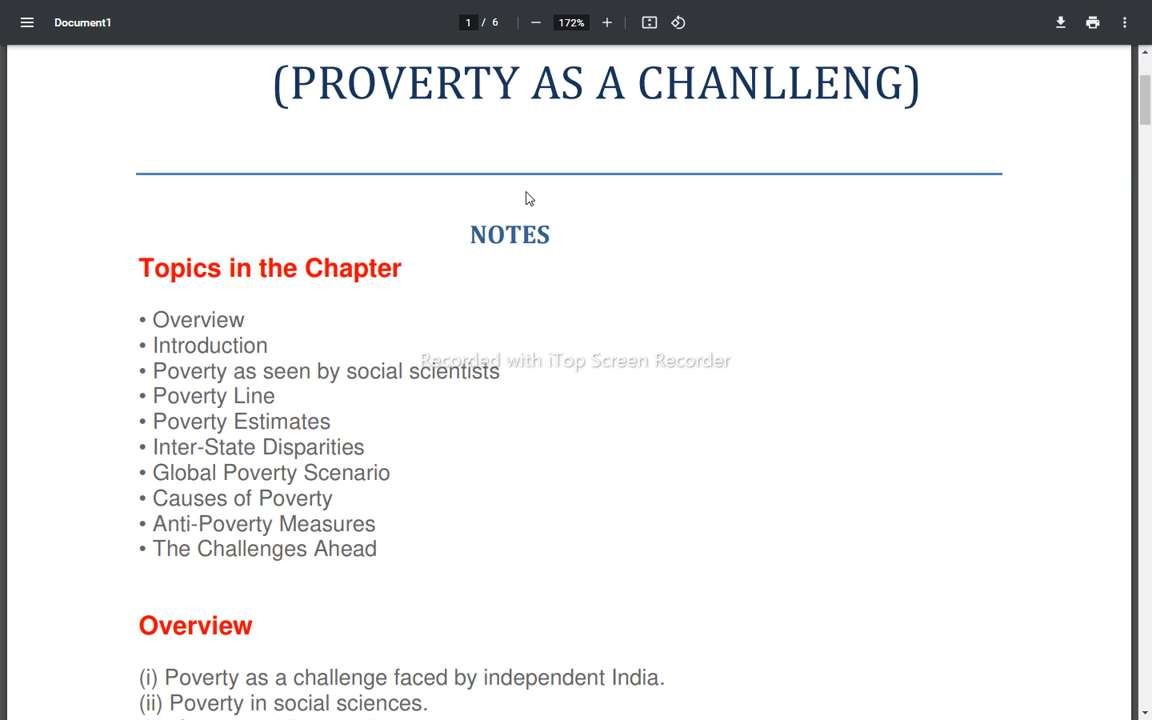 Document1
1 / 6
172%
(PROVERTY AS A CHANLLENG)
NOTES
Topics in the Chapter
• Overview
• Introduction
Recorded with iTop Screen Recorder
• Poverty as seen by social scientists
• Poverty Line
• Poverty Estimates
• Inter-State Disparities
• Global Poverty Scenario
• Causes of Poverty
• Anti-Poverty Measures
• The Challenges Ahead
Overview
(i) Poverty as a challenge faced by independent India.
(ii) Poverty in social sciences.